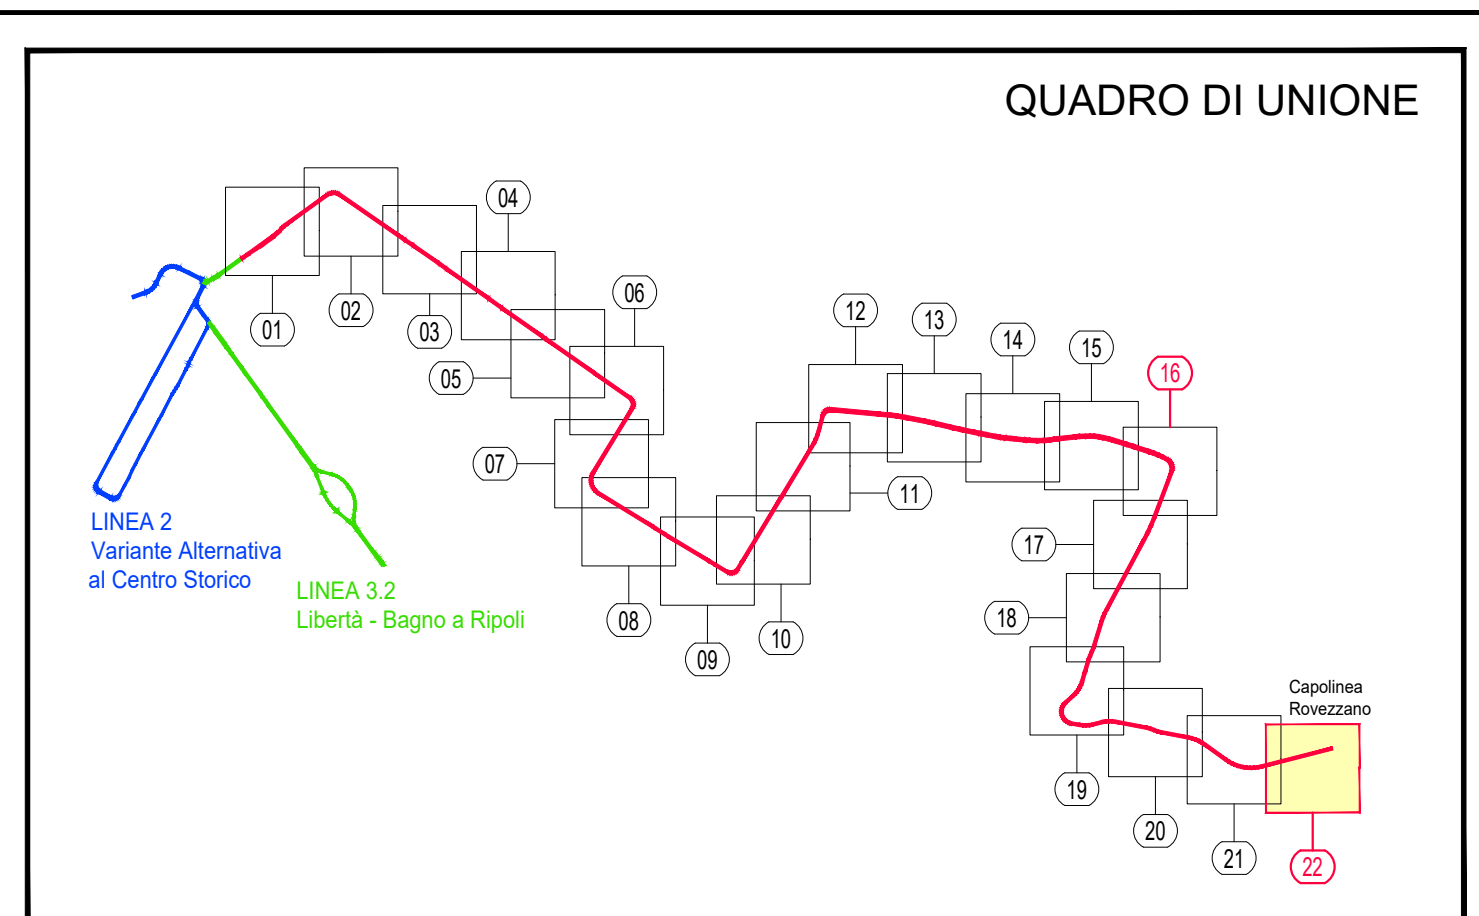 QUADRO DI UNIONE
04
06
01
02
03
05
12
13
14
15
16
07
11
LINEA 2
Variante Alternativa
al Centro Storico
17
LINEA 3.2
Libertà - Bagno a Ripoli
08
09
10
18
Capolinea
Rovezzano
19
20
21
22